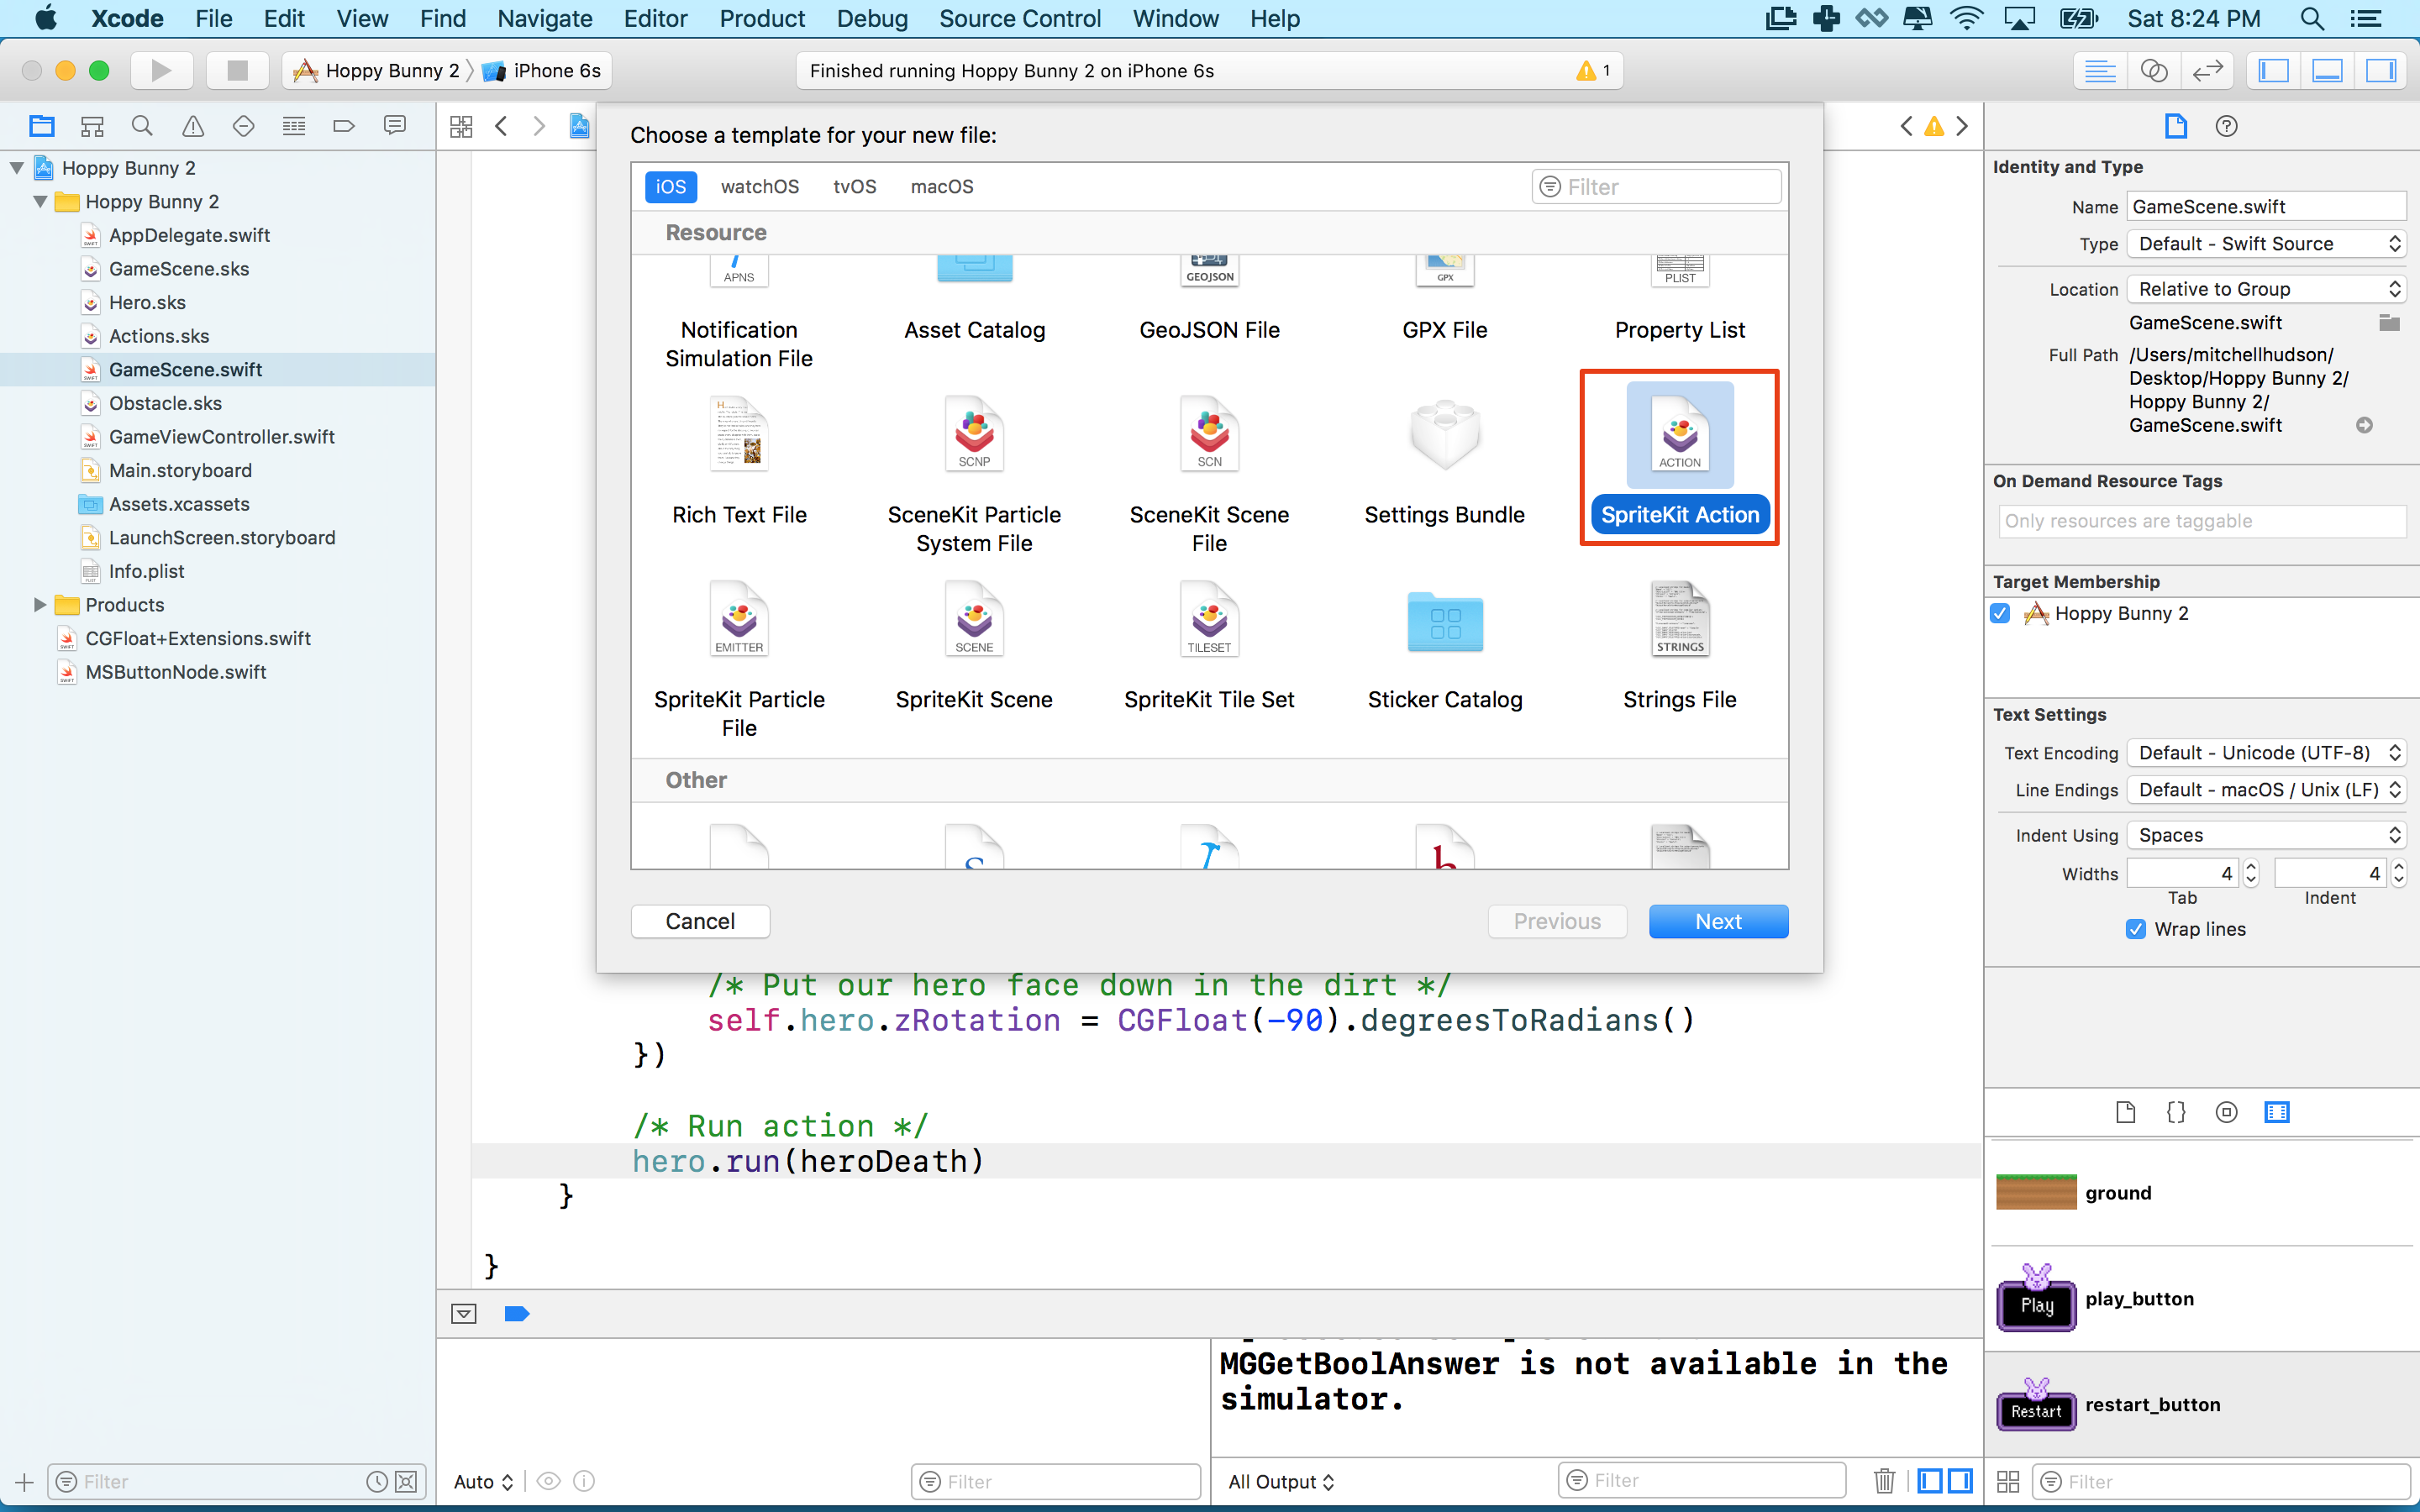 Xcode File Edit View Find Navigate Editor Product Debug Source Control Window Help Sat 8:24 PM
Hoppy Bunny 2 iPhone 6s Finished running Hoppy Bunny 2 on iPhone 6s 1
Hoppy Bunny 2
Hoppy Bunny 2
AppDelegate.swift
GameScene.sks
Hero.sks
Actions.sks
GameScene.swift
Obstacle.sks
GameViewController.swift
Main.storyboard
Assets.xcassets
LaunchScreen.storyboard
Info.plist
Products
CGFloat+Extensions.swift
MSButtonNode.swift
Filter
Choose a template for your new file:
iOS watchOS tvOS macOS Filter
Resource
APNS GEOJSON GPX PLIST
Notification Asset Catalog GeoJSON File GPX File Property List
Simulation File
SCNP SCN ACTION
Rich Text File SceneKit Particle SceneKit Scene Settings Bundle SpriteKit Action
System File File
EMITTER SCENE TILESET STRINGS
SpriteKit Particle SpriteKit Scene SpriteKit Tile Set Sticker Catalog Strings File
File
Other
Cancel Previous Next
/* Put our hero face down in the dirt */
self.hero.zRotation = CGFloat(-90).degreesToRadians()
})
/* Run action */
hero.run(heroDeath)
}
}
MGGetBoolAnswer is not available in the
simulator.
Auto Filter All Output Filter
Identity and Type
Name GameScene.swift
Type Default - Swift Source
Location Relative to Group
GameScene.swift
Full Path /Users/mitchellhudson/
Desktop/Hoppy Bunny 2/
Hoppy Bunny 2/
GameScene.swift
On Demand Resource Tags
Only resources are taggable
Target Membership
Hoppy Bunny 2
Text Settings
Text Encoding Default - Unicode (UTF-8)
Line Endings Default - macOS / Unix (LF)
Indent Using Spaces
Widths 4 4
Tab Indent
Wrap lines
ground
Play play_button
Restart restart_button
Filter